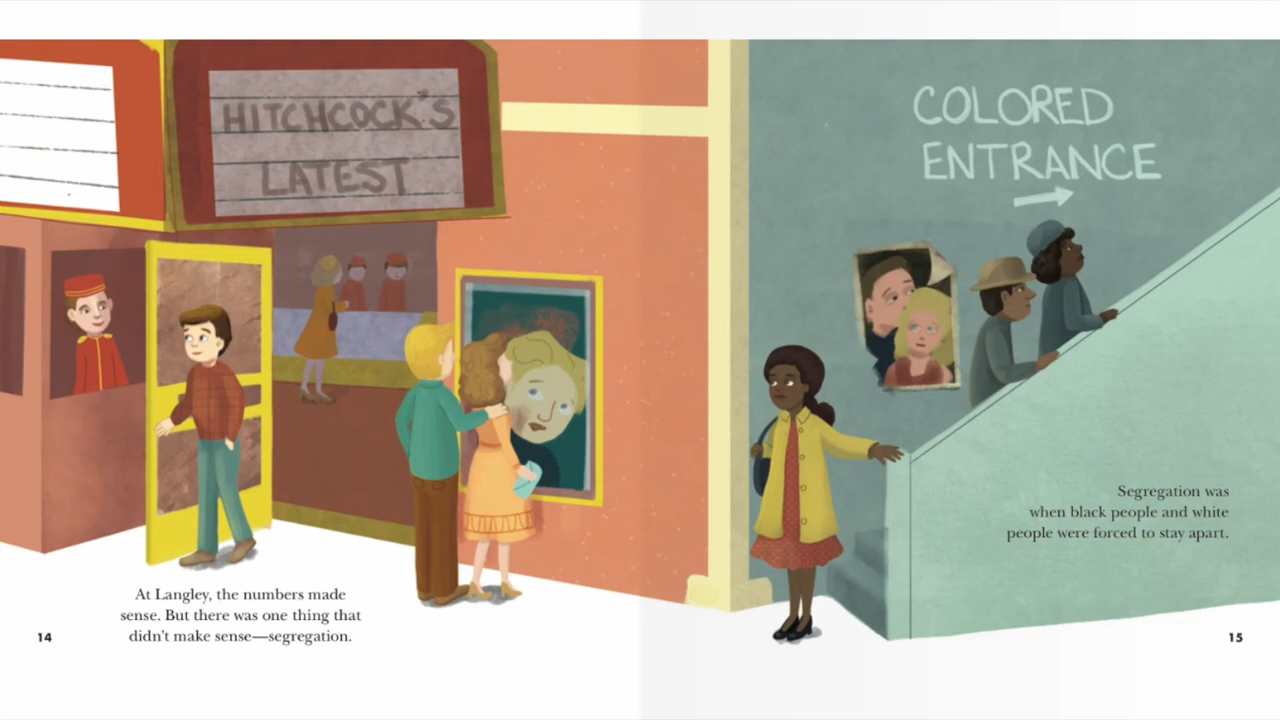 HITCHCOCK'S
LATEST
COLORED
ENTRANCE
At Langley, the numbers made
sense. But there was one thing that
didn't make sense—segregation.
14
Segregation was
when black people and white
people were forced to stay apart.
15